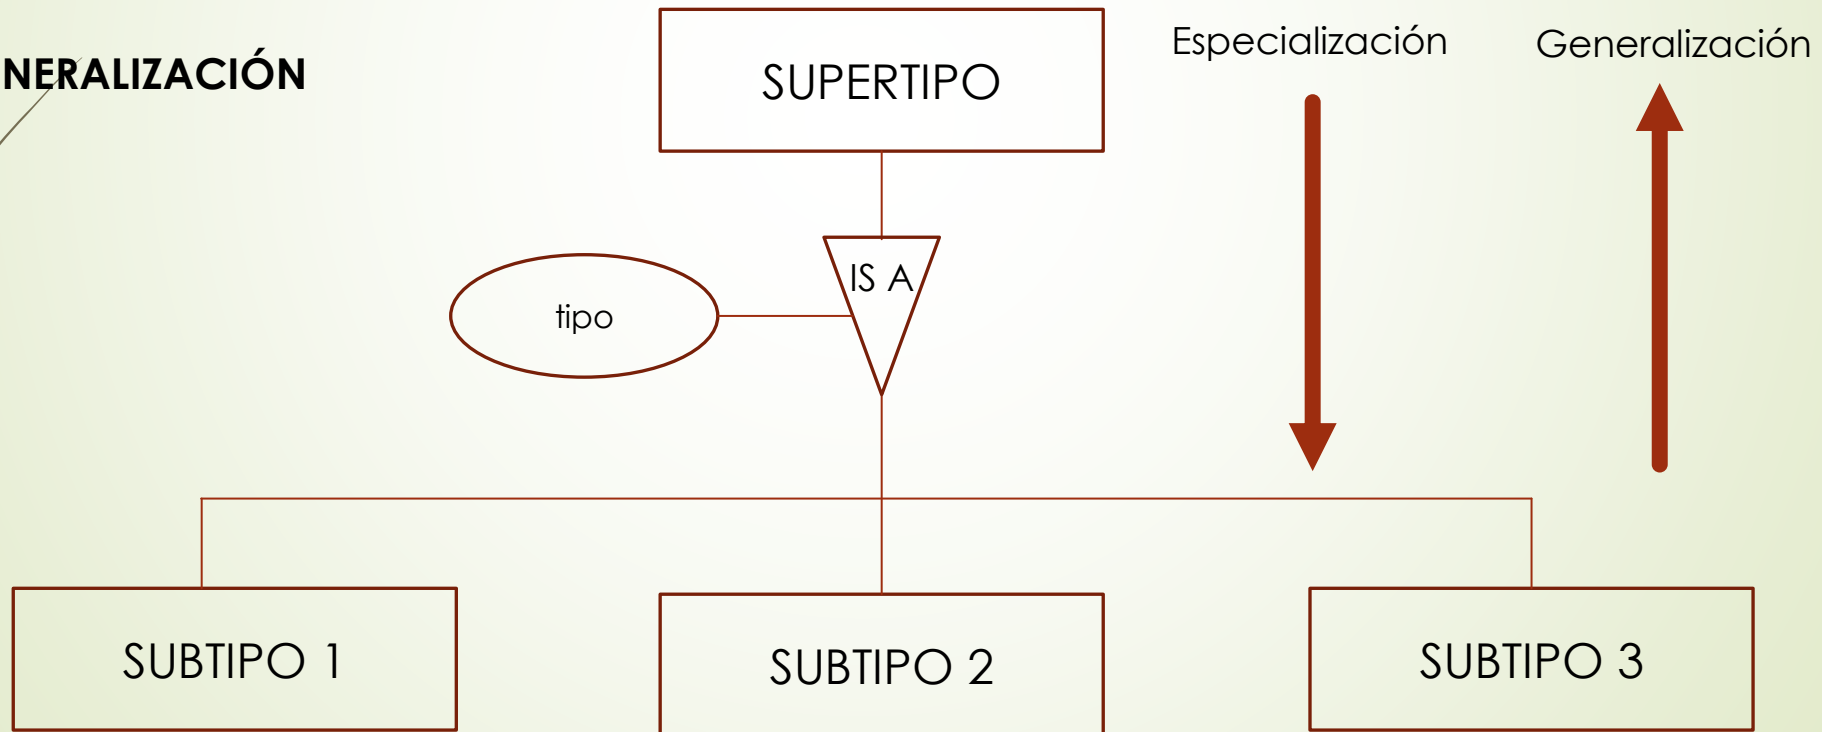 NERALIZACIÓN
SUPERTIPO
Especialización
Generalización
IS A
tipo
SUBTIPO 1
SUBTIPO 2
SUBTIPO 3